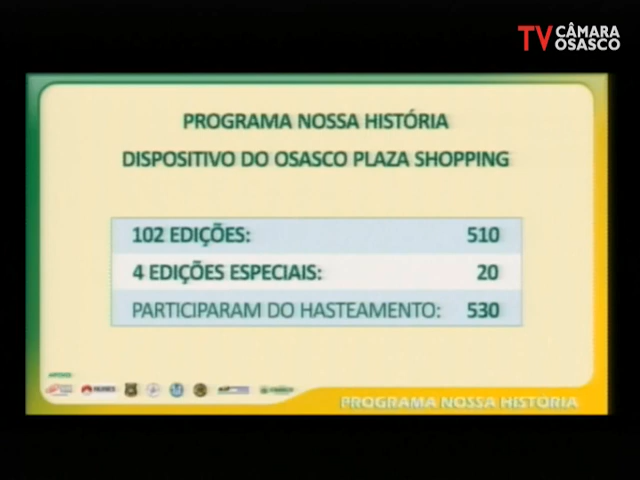 TV CÂMARA
OSASCO
PROGRAMA NOSSA HISTÓRIA
DISPOSITIVO DO OSASCO PLAZA SHOPPING
102 EDIÇÕES: 510
4 EDIÇÕES ESPECIAIS: 20
PARTICIPARAM DO HASTEAMENTO: 530
PROGRAMA NOSSA HISTÓRIA